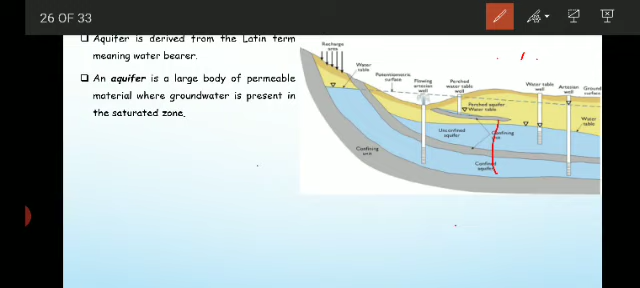 26 OF 33
❑ Aquifer is derived from the Latin term
meaning water bearer.
❑ An aquifer is a large body of permeable
material where groundwater is present in
the saturated zone.
Recharge
area
Water
table
Potentiometric
surface
Flowing
artesian
well
Perched
water table
well
Water table
well
Artesian
well
Ground
surface
Perched aquifer
Water table
Water
table
Unconfined
aquifer
Confining
unit
Confining
unit
Confined
aquifer